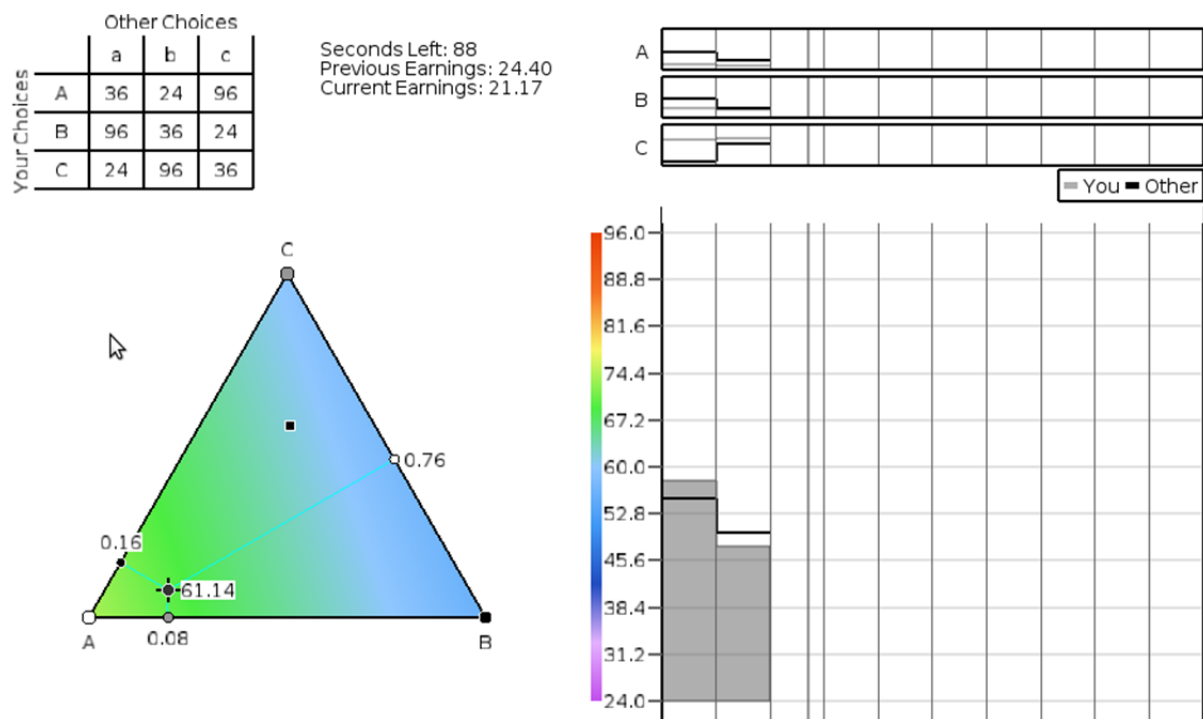 Other Choices
a b c
Your Choices
A 36 24 96
B 96 36 24
C 24 96 36
Seconds Left: 88
Previous Earnings: 24.40
Current Earnings: 21.17
A
B
C
You Other
C
0.76
0.16
61.14
A
0.08
B
96.0
88.8
81.6
74.4
67.2
60.0
52.8
45.6
38.4
31.2
24.0